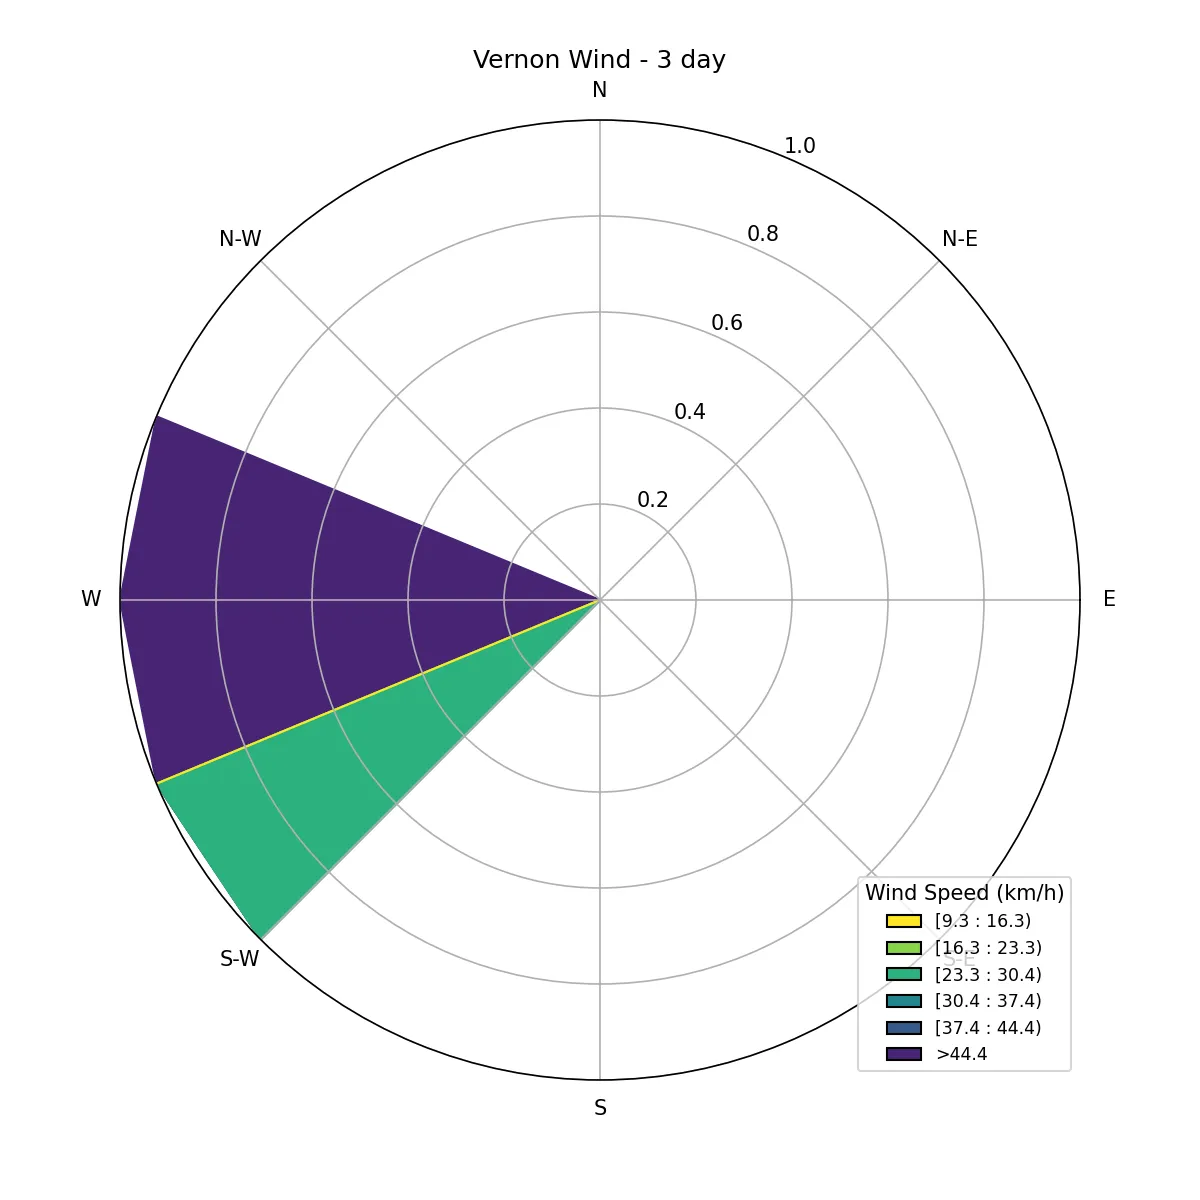 Vernon Wind - 3 day
N
1.0
0.8
N-W
N-E
0.6
0.4
0.2
W
E
Wind Speed (km/h)
[9.3 : 16.3)
[16.3 : 23.3)
[23.3 : 30.4)
[30.4 : 37.4)
[37.4 : 44.4)
>44.4
S-W
S-E
S